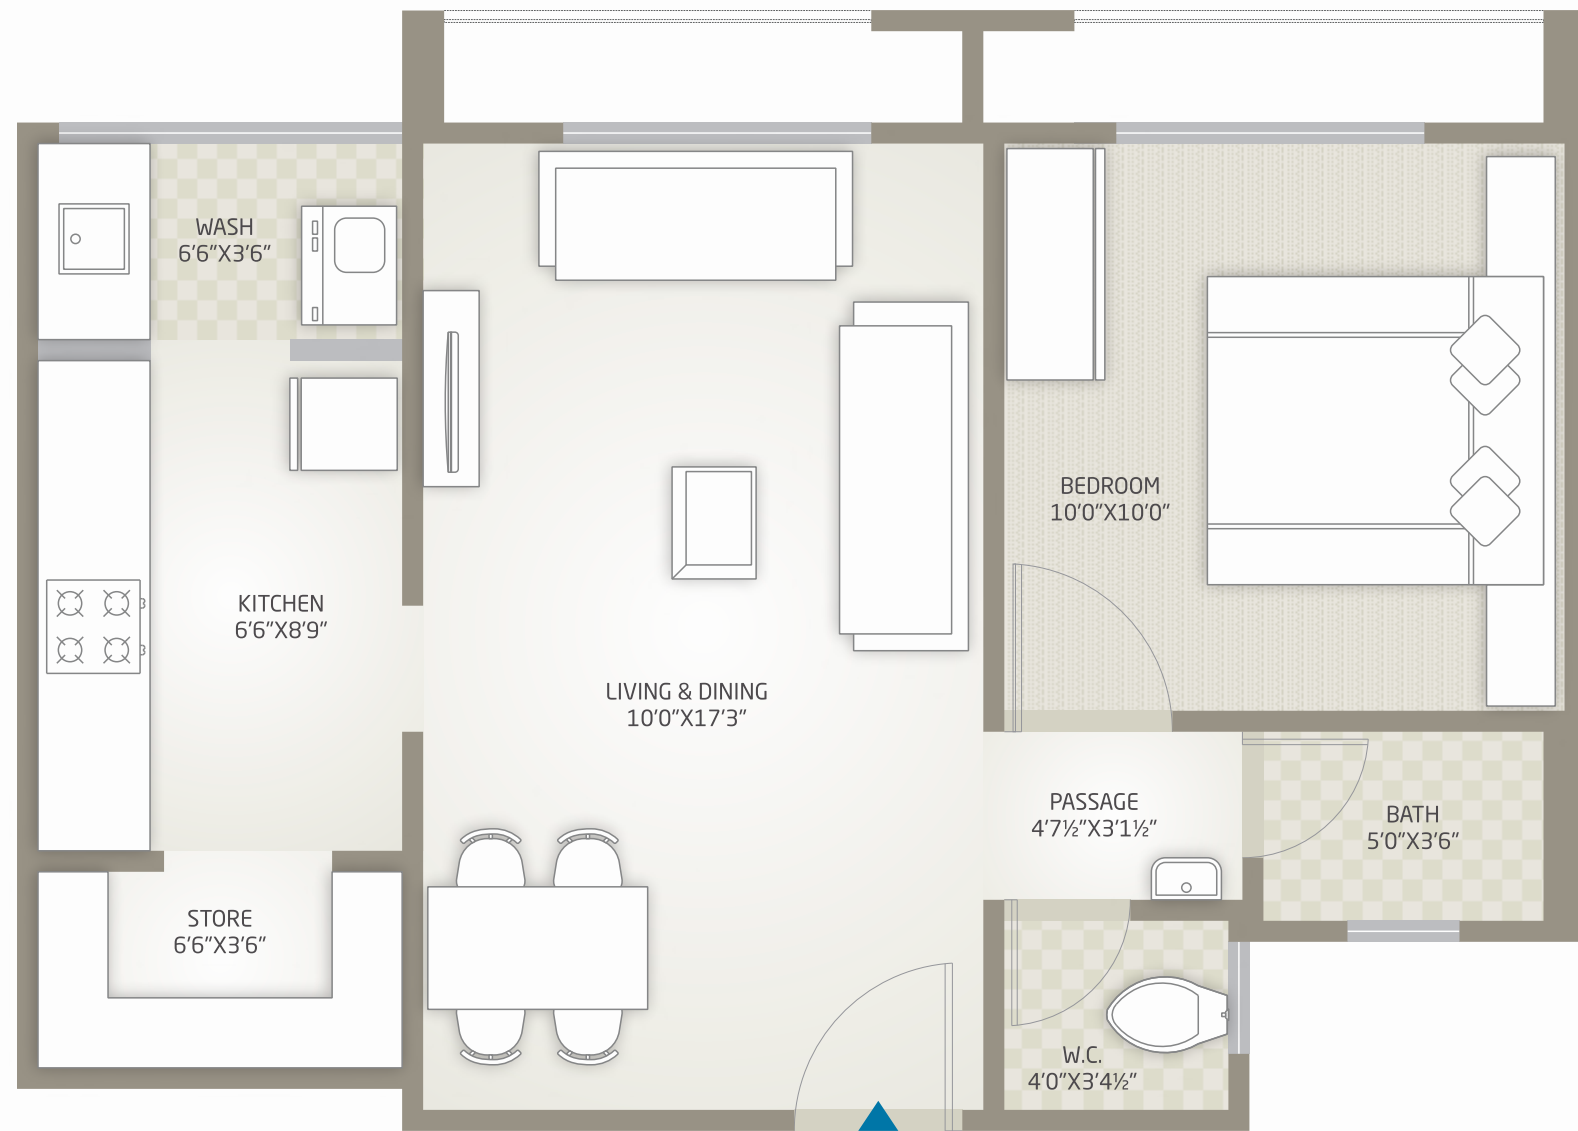 WASH
6'6"X3'6"
BEDROOM
10'0"X10'0"
KITCHEN
6'6"X8'9"
LIVING & DINING
10'0"X17'3"
PASSAGE
4'7½"X3'1½"
BATH
5'0"X3'6"
STORE
6'6"X3'6"
W.C.
4'0"X3'4½"